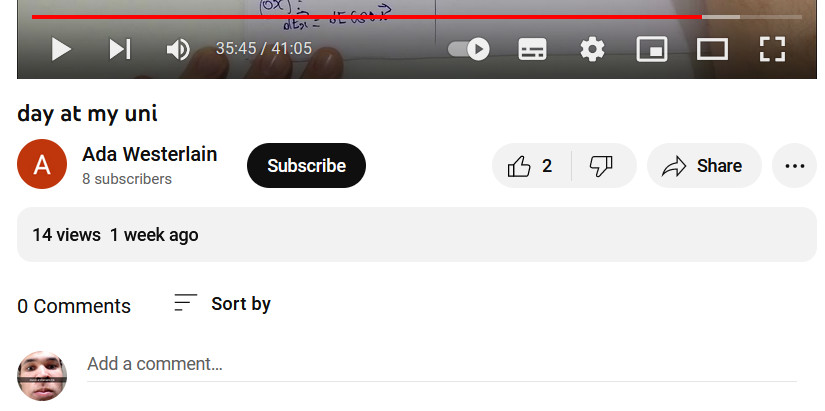 35:45 / 41:05
day at my uni
A
Ada Westerlain
8 subscribers
Subscribe
2
Share
14 views 1 week ago
0 Comments
Sort by
Add a comment...